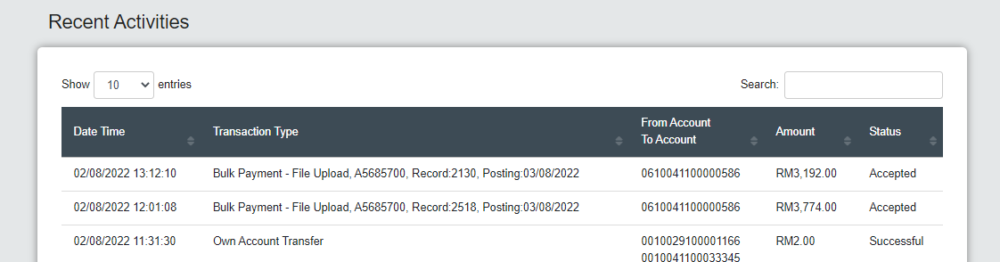 Recent Activities
Show 10 entries Search:
Date Time Transaction Type From Account To Account Amount Status
02/08/2022 13:12:10 Bulk Payment - File Upload, A5685700, Record:2130, Posting:03/08/2022 0610041100000586 RM3,192.00 Accepted
02/08/2022 12:01:08 Bulk Payment - File Upload, A5685700, Record:2518, Posting:03/08/2022 0610041100000586 RM3,774.00 Accepted
02/08/2022 11:31:30 Own Account Transfer 0010029100001166 RM2.00 Successful
0010041100033345